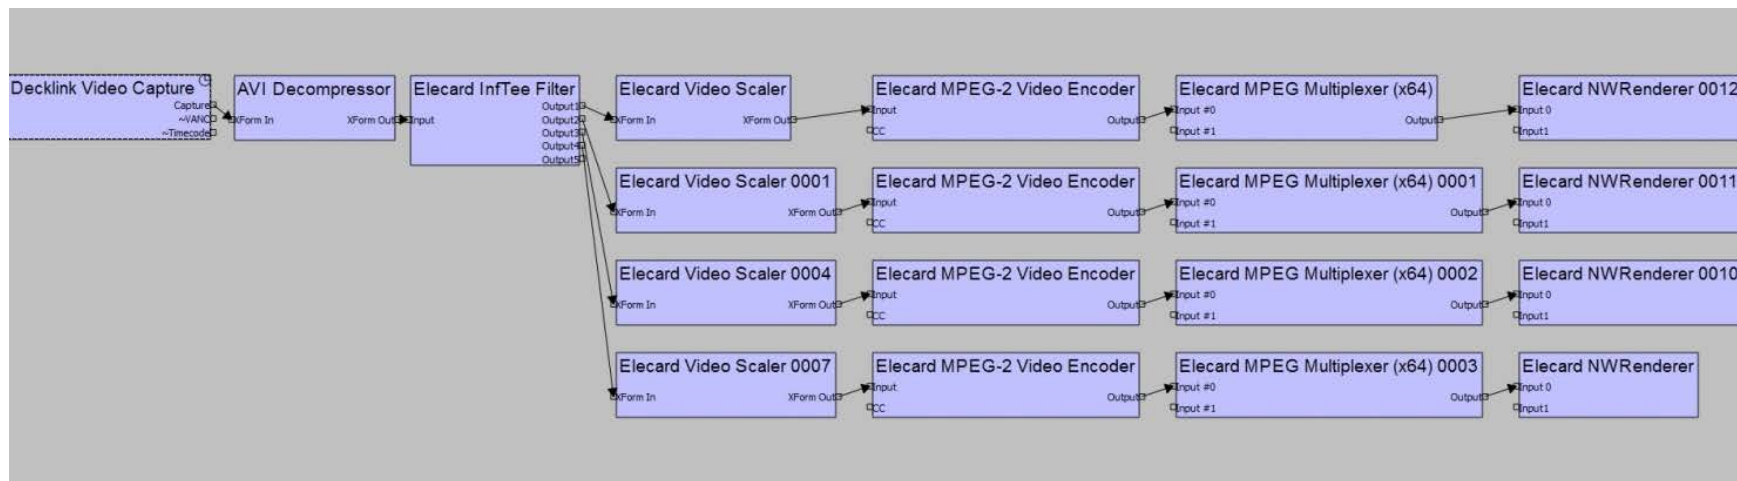 Decklink Video Capture
Capture
~VANC
~Timecode
AVI Decompressor
XForm In
XForm Out
Elecard InfTee Filter
Input
Output1
Output2
Output3
Output4
Output5
Elecard Video Scaler
XForm In
XForm Out
Elecard MPEG-2 Video Encoder
Input
CC
Output
Elecard MPEG Multiplexer (x64)
Input #0
Input #1
Output
Elecard NWRenderer 0012
Input 0
Input1
Elecard Video Scaler 0001
XForm In
XForm Out
Elecard MPEG-2 Video Encoder
Input
CC
Output
Elecard MPEG Multiplexer (x64) 0001
Input #0
Input #1
Output
Elecard NWRenderer 0011
Input 0
Input1
Elecard Video Scaler 0004
XForm In
XForm Out
Elecard MPEG-2 Video Encoder
Input
CC
Output
Elecard MPEG Multiplexer (x64) 0002
Input #0
Input #1
Output
Elecard NWRenderer 0010
Input 0
Input1
Elecard Video Scaler 0007
XForm In
XForm Out
Elecard MPEG-2 Video Encoder
Input
CC
Output
Elecard MPEG Multiplexer (x64) 0003
Input #0
Input #1
Output
Elecard NWRenderer
Input 0
Input1